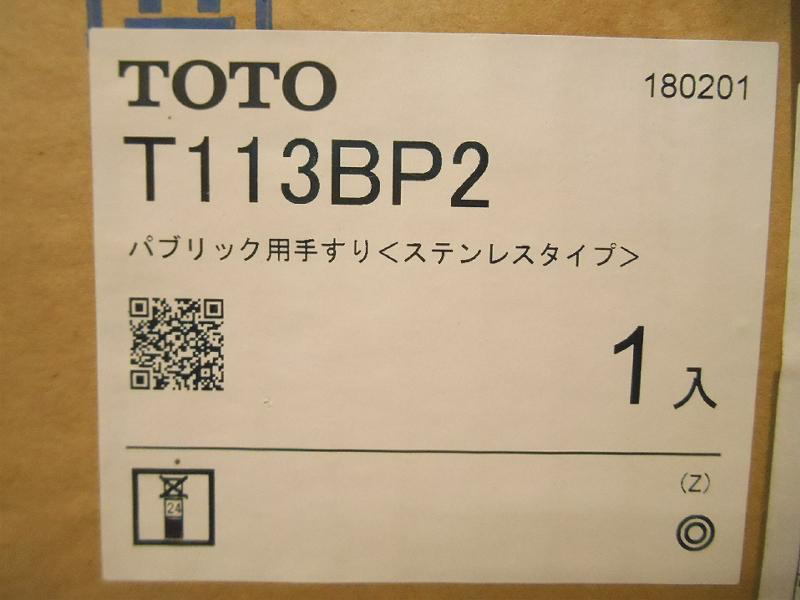 TOTO
180201
T113BP2
パブリック用手すり<ステンレスタイプ>
1入
24
(Z)